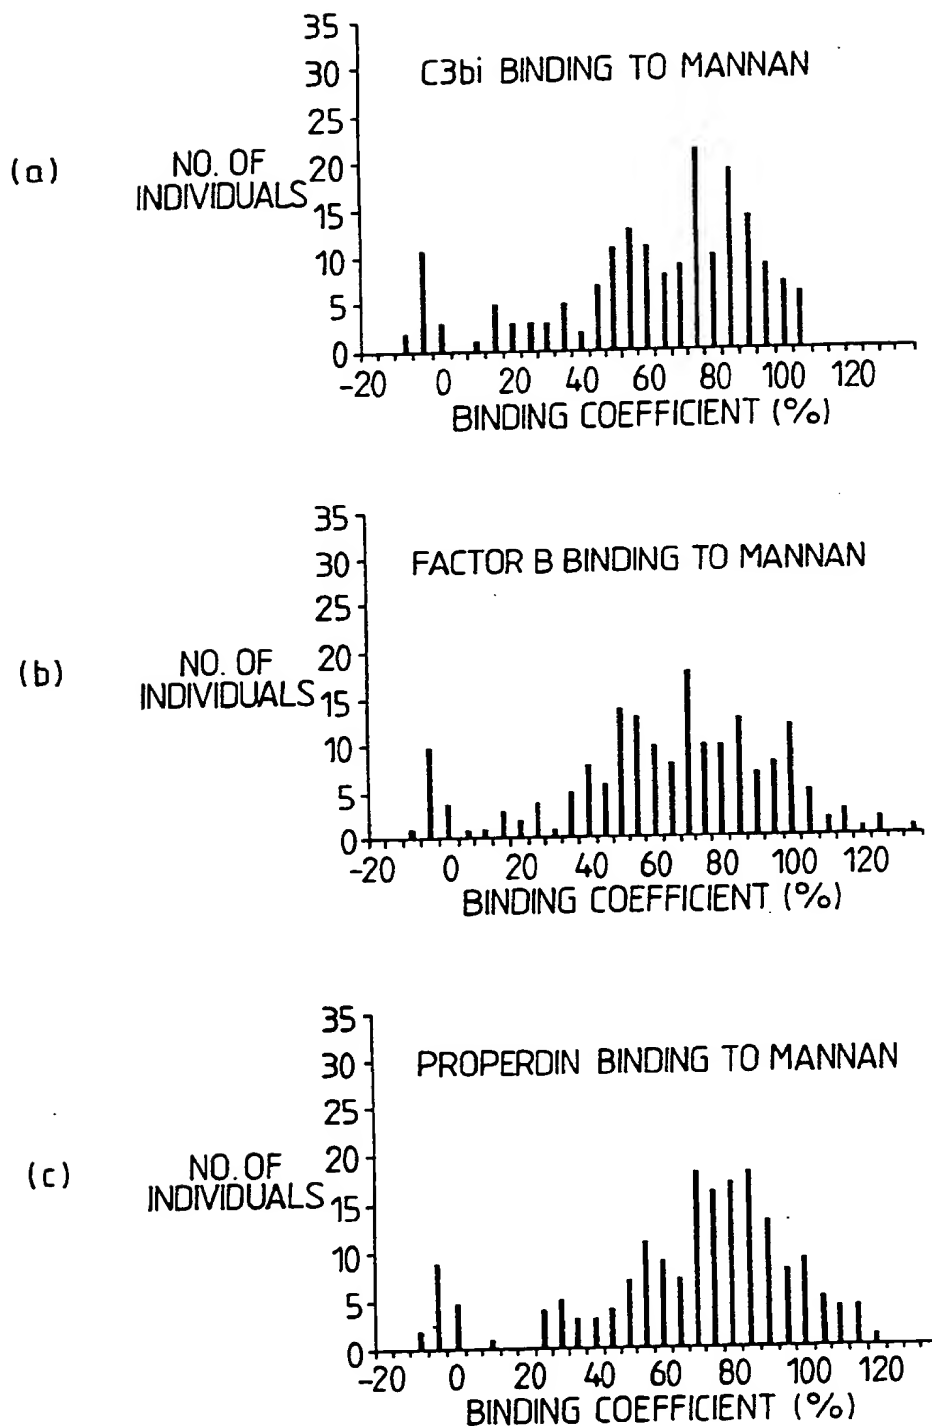 35
C3bi BINDING TO MANNAN
30
25
(a)
NO. OF
INDIVIDUALS
20
15
10
5
0
-20 0 20 40 60 80 100 120
BINDING COEFFICIENT (%)
35
FACTOR B BINDING TO MANNAN
30
25
(b)
NO. OF
INDIVIDUALS
20
15
10
5
0
-20 0 20 40 60 80 100 120
BINDING COEFFICIENT (%)
35
PROPERDIN BINDING TO MANNAN
30
25
(c)
NO. OF
INDIVIDUALS
20
15
10
5
0
-20 0 20 40 60 80 100 120
BINDING COEFFICIENT (%)